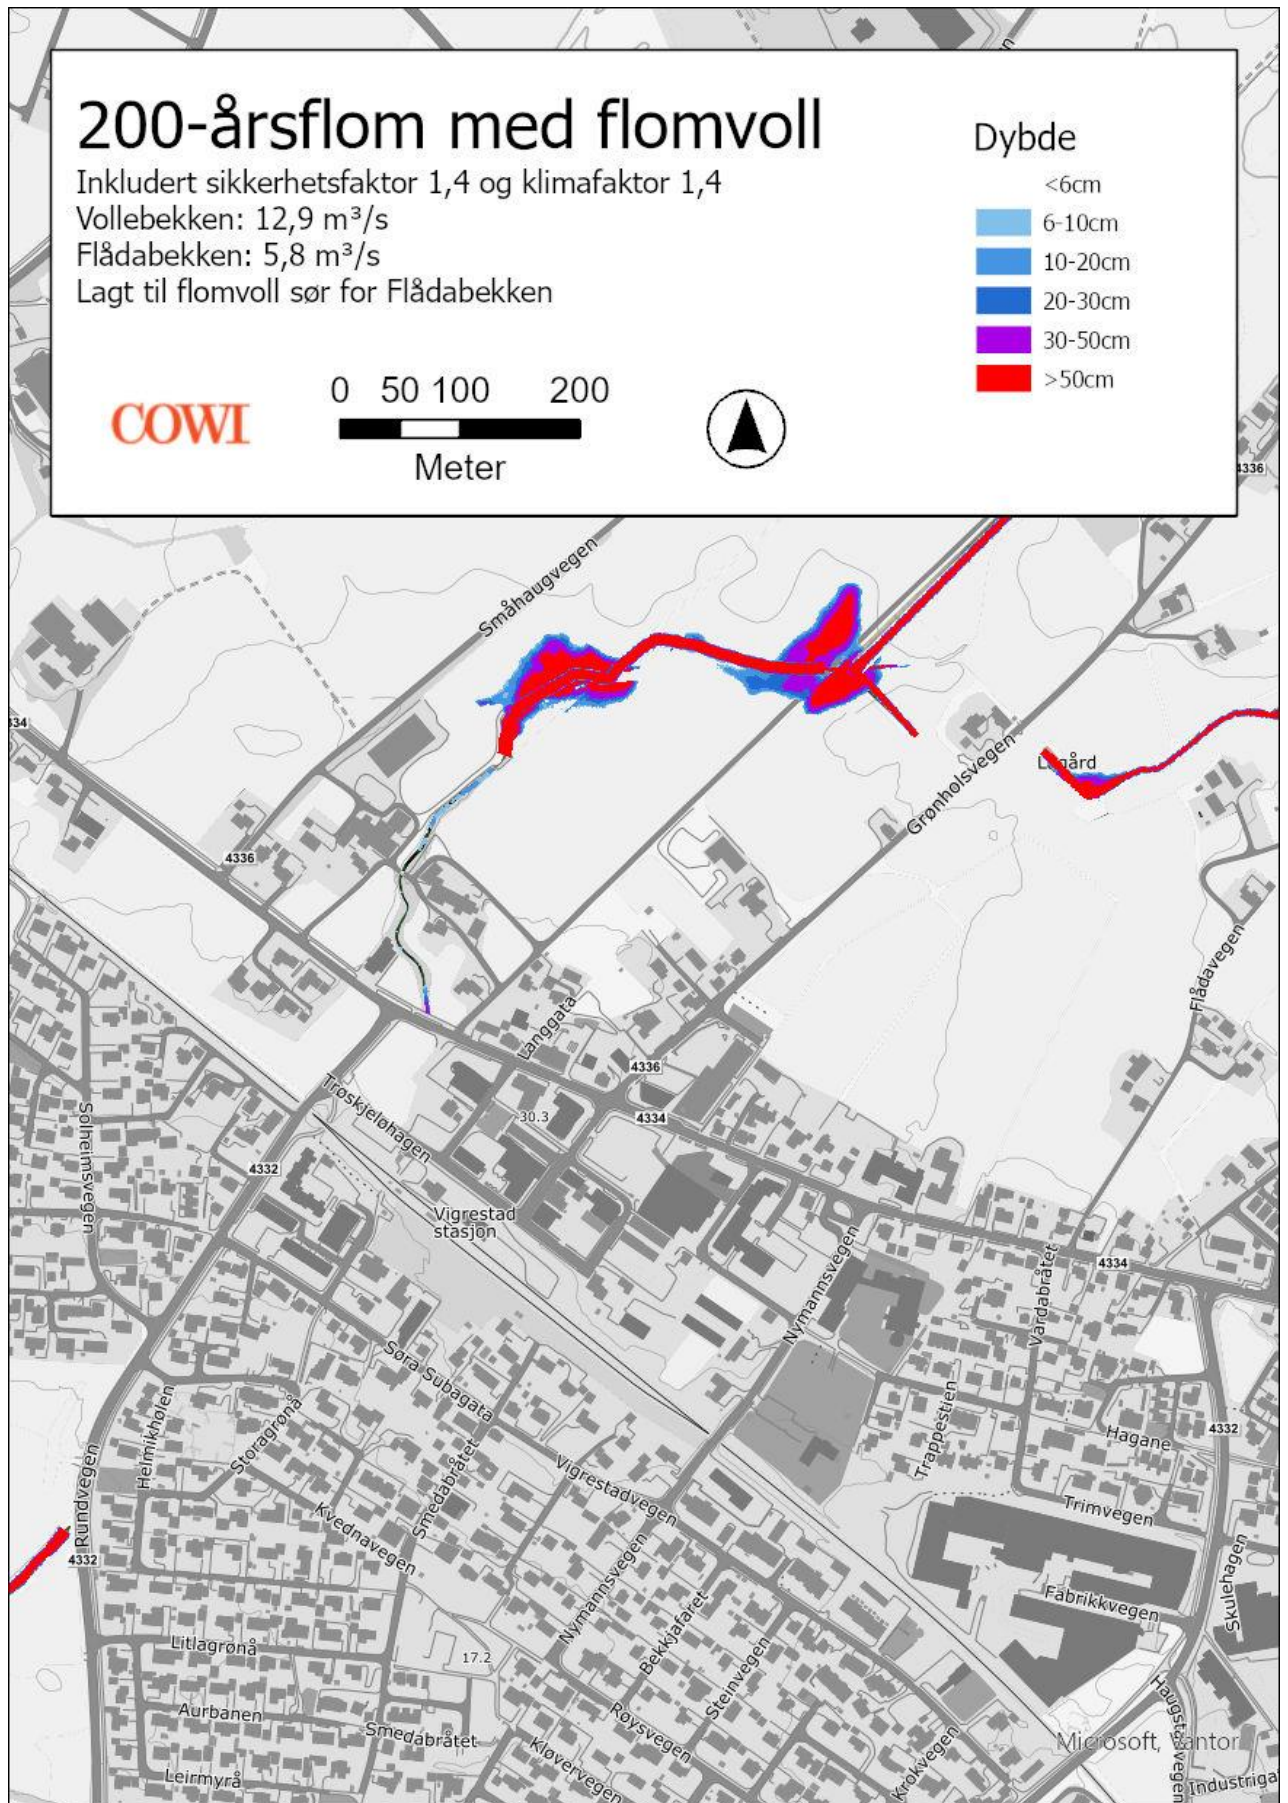 200-årsflom med flomvoll
Inkludert sikkerhetsfaktor 1,4 og klimafaktor 1,4
Vollebekken: 12,9 m³/s
Flådabekken: 5,8 m³/s
Lagt til flomvoll sør for Flådabekken
Dybde
<6cm
6-10cm
10-20cm
20-30cm
30-50cm
>50cm
COWI
0 50 100 200
Meter
4336
Småhaugvegen
Grønholsvegen
4336
Flådavegen
Langgata
4336
Trøskjeløhagen
30.3
4334
Solheimsvegen
4332
Vigrestad
stasjon
Nymannsvegen
Vardabråtet
4334
Søra Subagata
Trappestien
Hagane
4332
Helmikholen
Storagrønå
Smedabråtet
Vigrestadvegen
Rundvegen
4332
Kvednavegen
Trimvegen
Nymannsvegen
Fabrikkvegen
Skulehagen
Bekkjafaret
Litlagrønå
17.2
Steinvegen
Aurbanen
Røysvegen
Smedabråtet
Kløvervegen
Krokvegen
Microsoft, Vantor
Leirmyrå